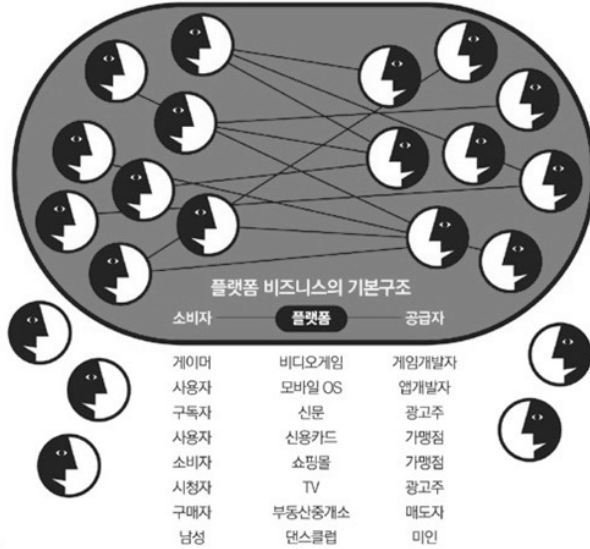 플랫폼 비즈니스의 기본구조
소비자 플랫폼 공급자
게이머 비디오게임 게임개발자
사용자 모바일 OS 앱개발자
구독자 신문 광고주
사용자 신용카드 가맹점
소비자 쇼핑몰 가맹점
시청자 TV 광고주
구매자 부동산중개소 매도자
남성 댄스클럽 미인